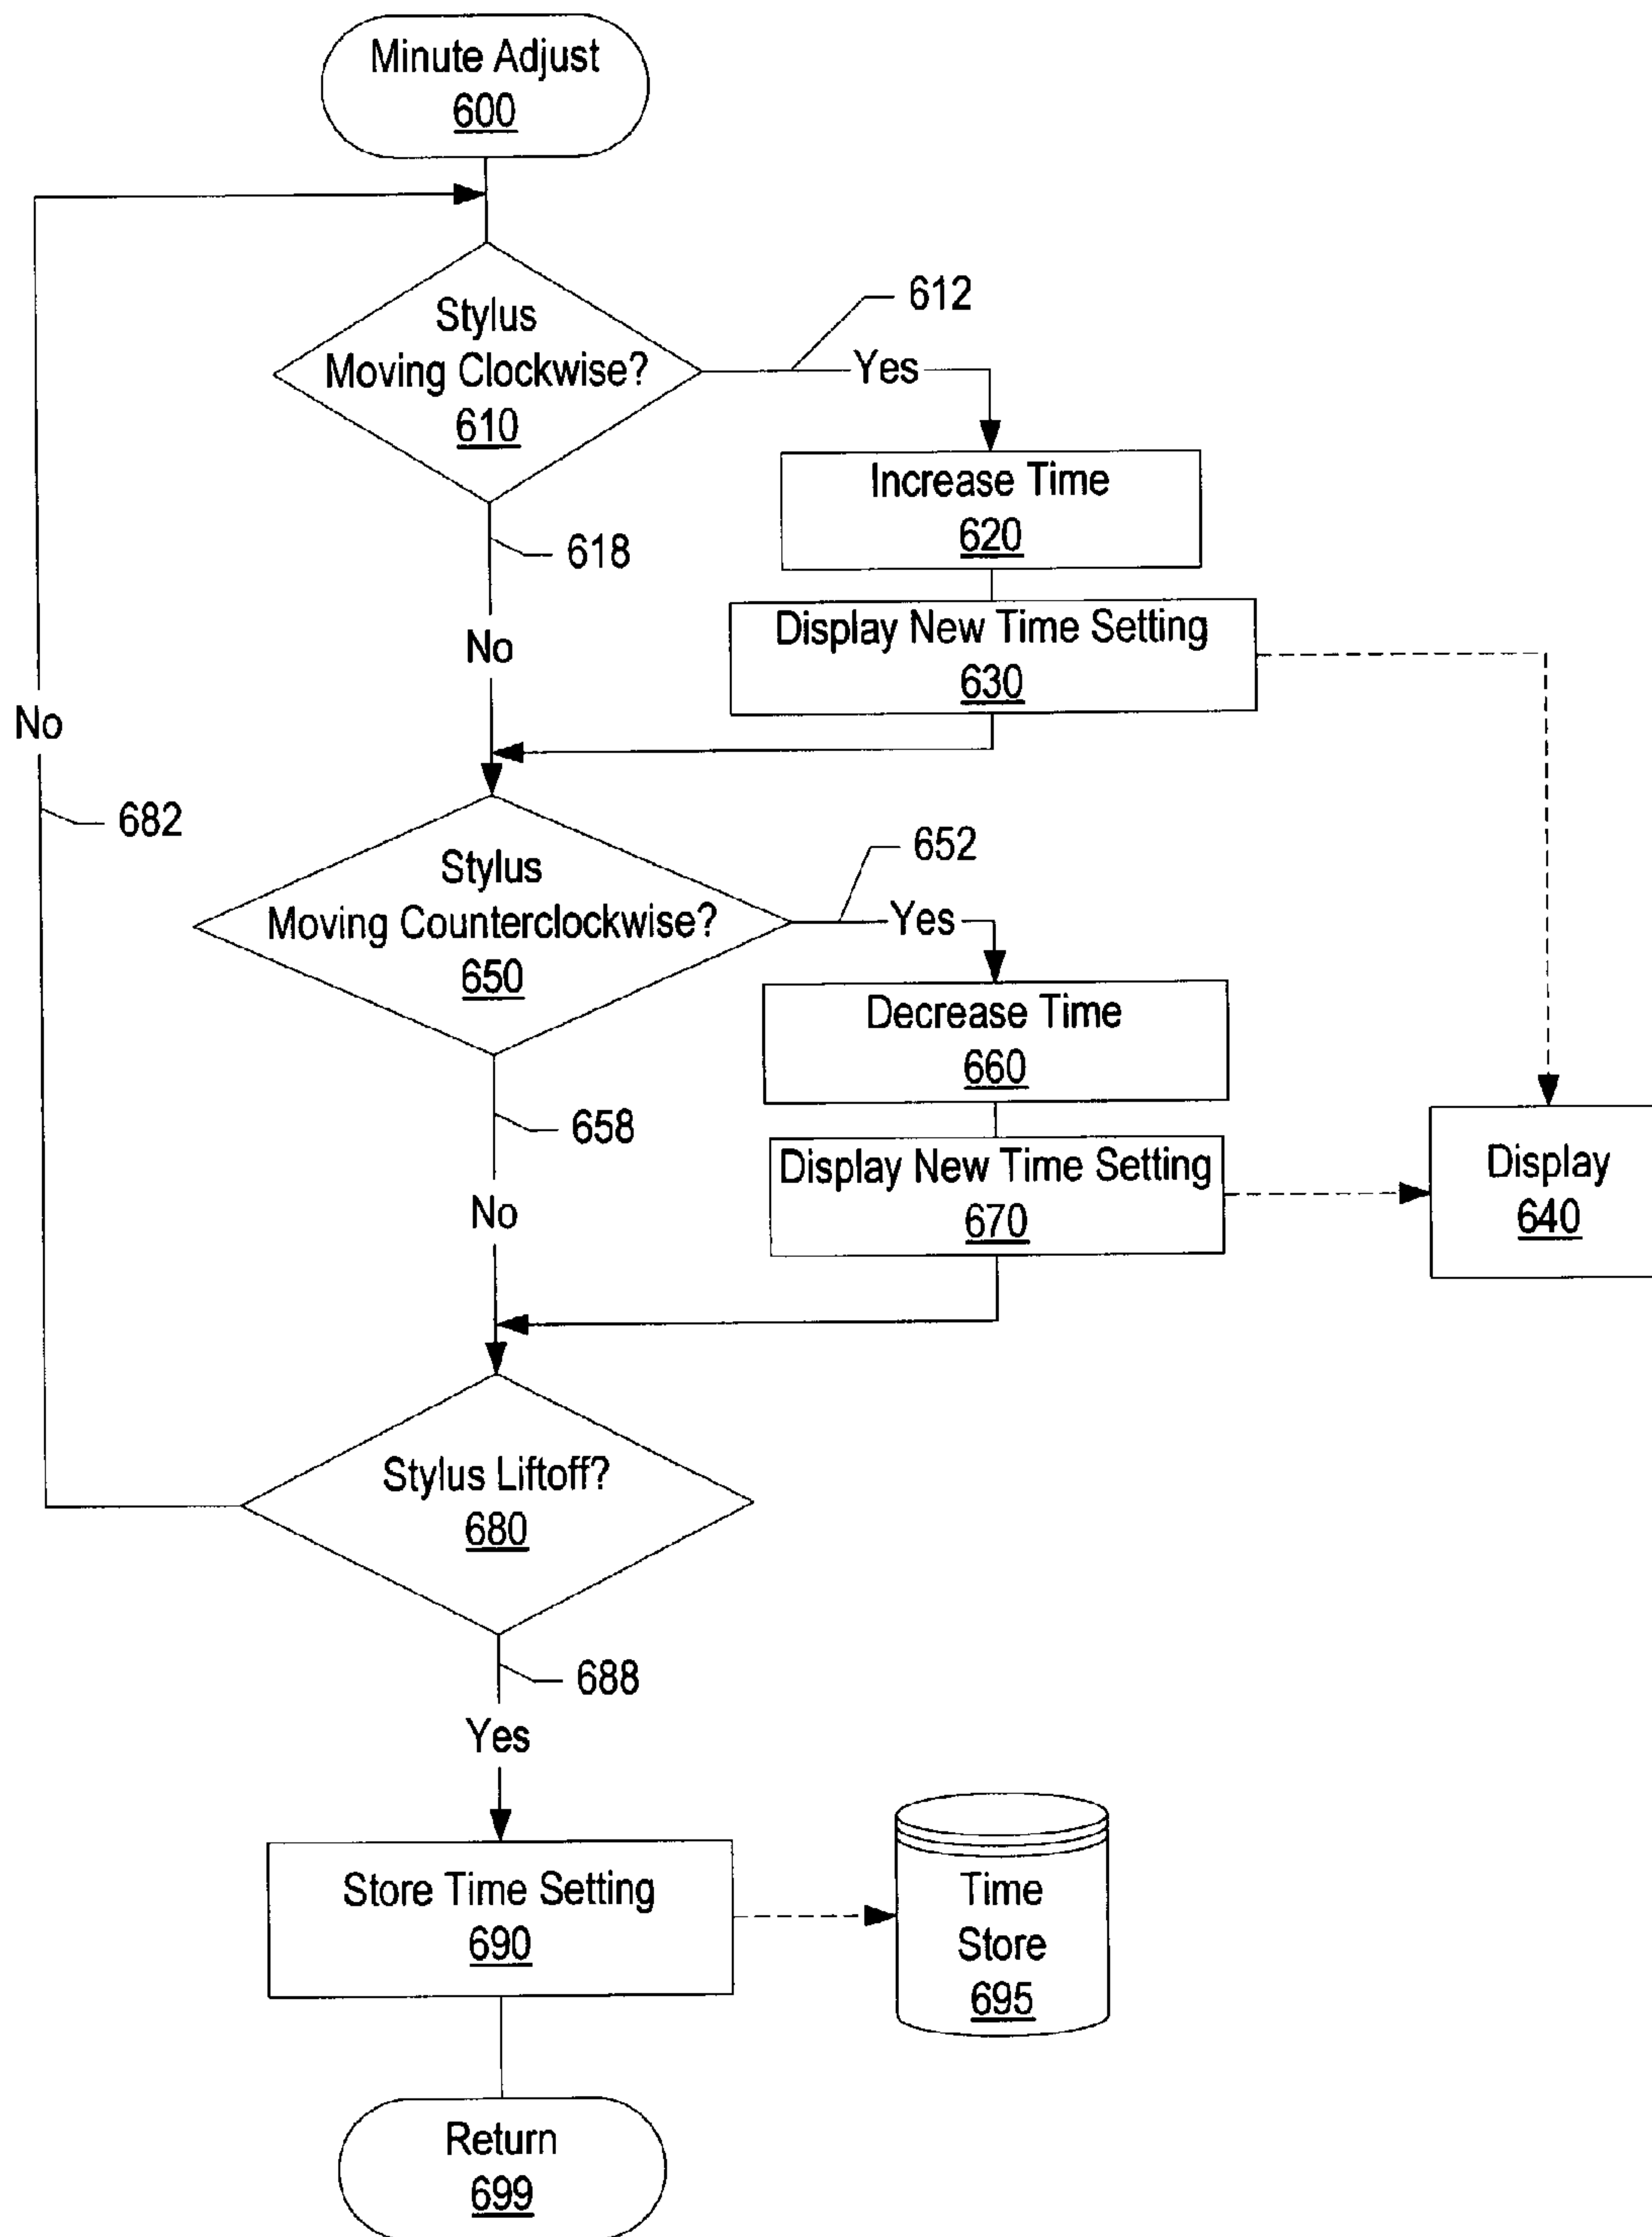 Minute Adjust
600
612
Stylus
Moving Clockwise?
610
Yes
Increase Time
620
618
No
Display New Time Setting
630
No
682
Stylus
Moving Counterclockwise?
650
652
Yes
Decrease Time
660
658
No
Display New Time Setting
670
Display
640
Stylus Liftoff?
680
688
Yes
Store Time Setting
690
Time
Store
695
Return
699